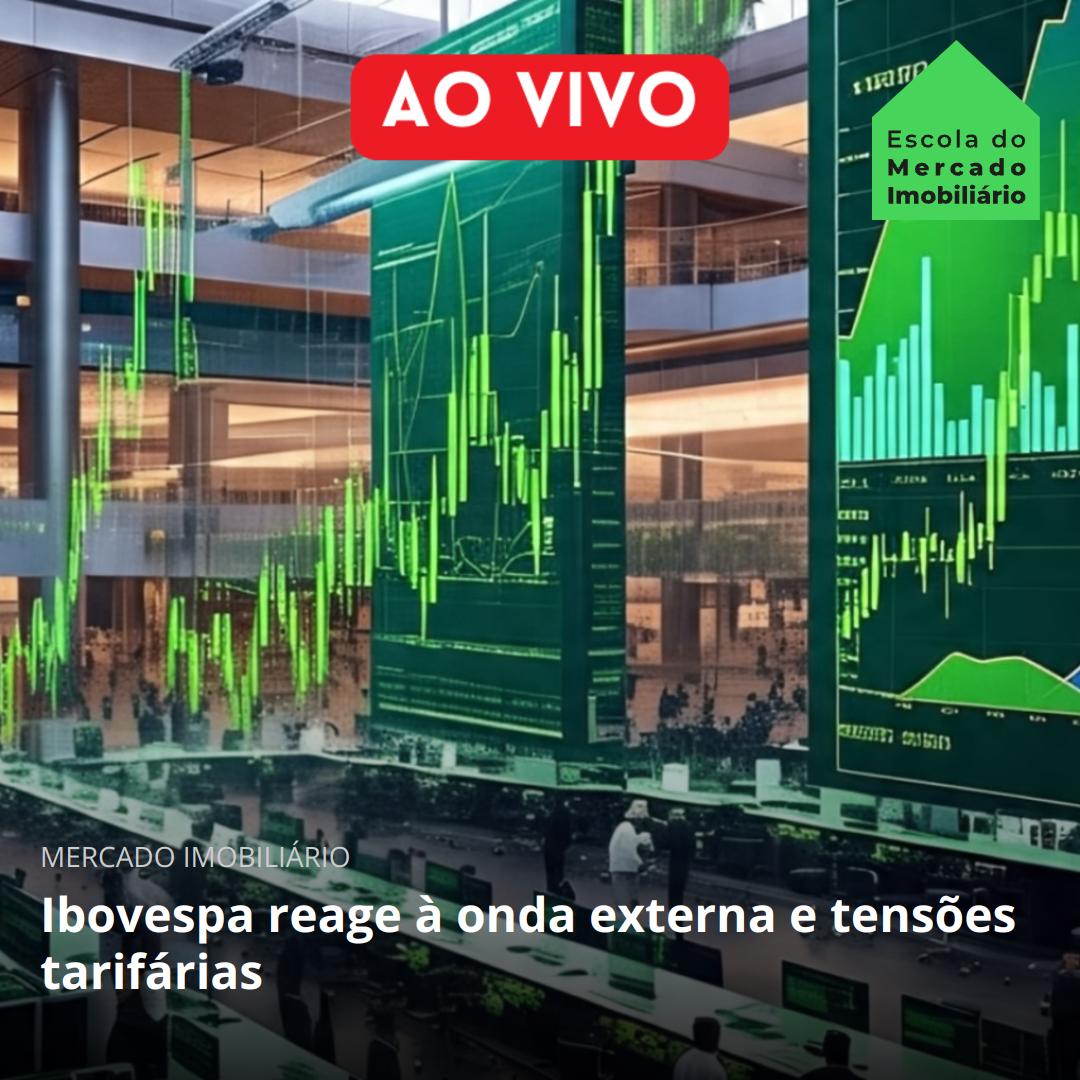 AO VIVO
Escola do
Mercado
Imobiliário
MERCADO IMOBILIÁRIO
Ibovespa reage à onda externa e tensões
tarifárias